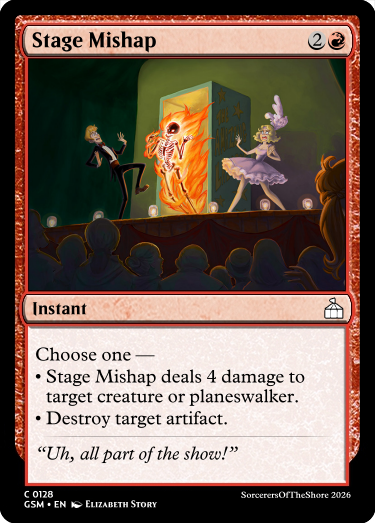 Stage Mishap 2
Instant
Choose one —
• Stage Mishap deals 4 damage to
target creature or planeswalker.
• Destroy target artifact.
“Uh, all part of the show!”
C 0128
GSM • EN Elizabeth Story
SorcerersOfTheShore 2026